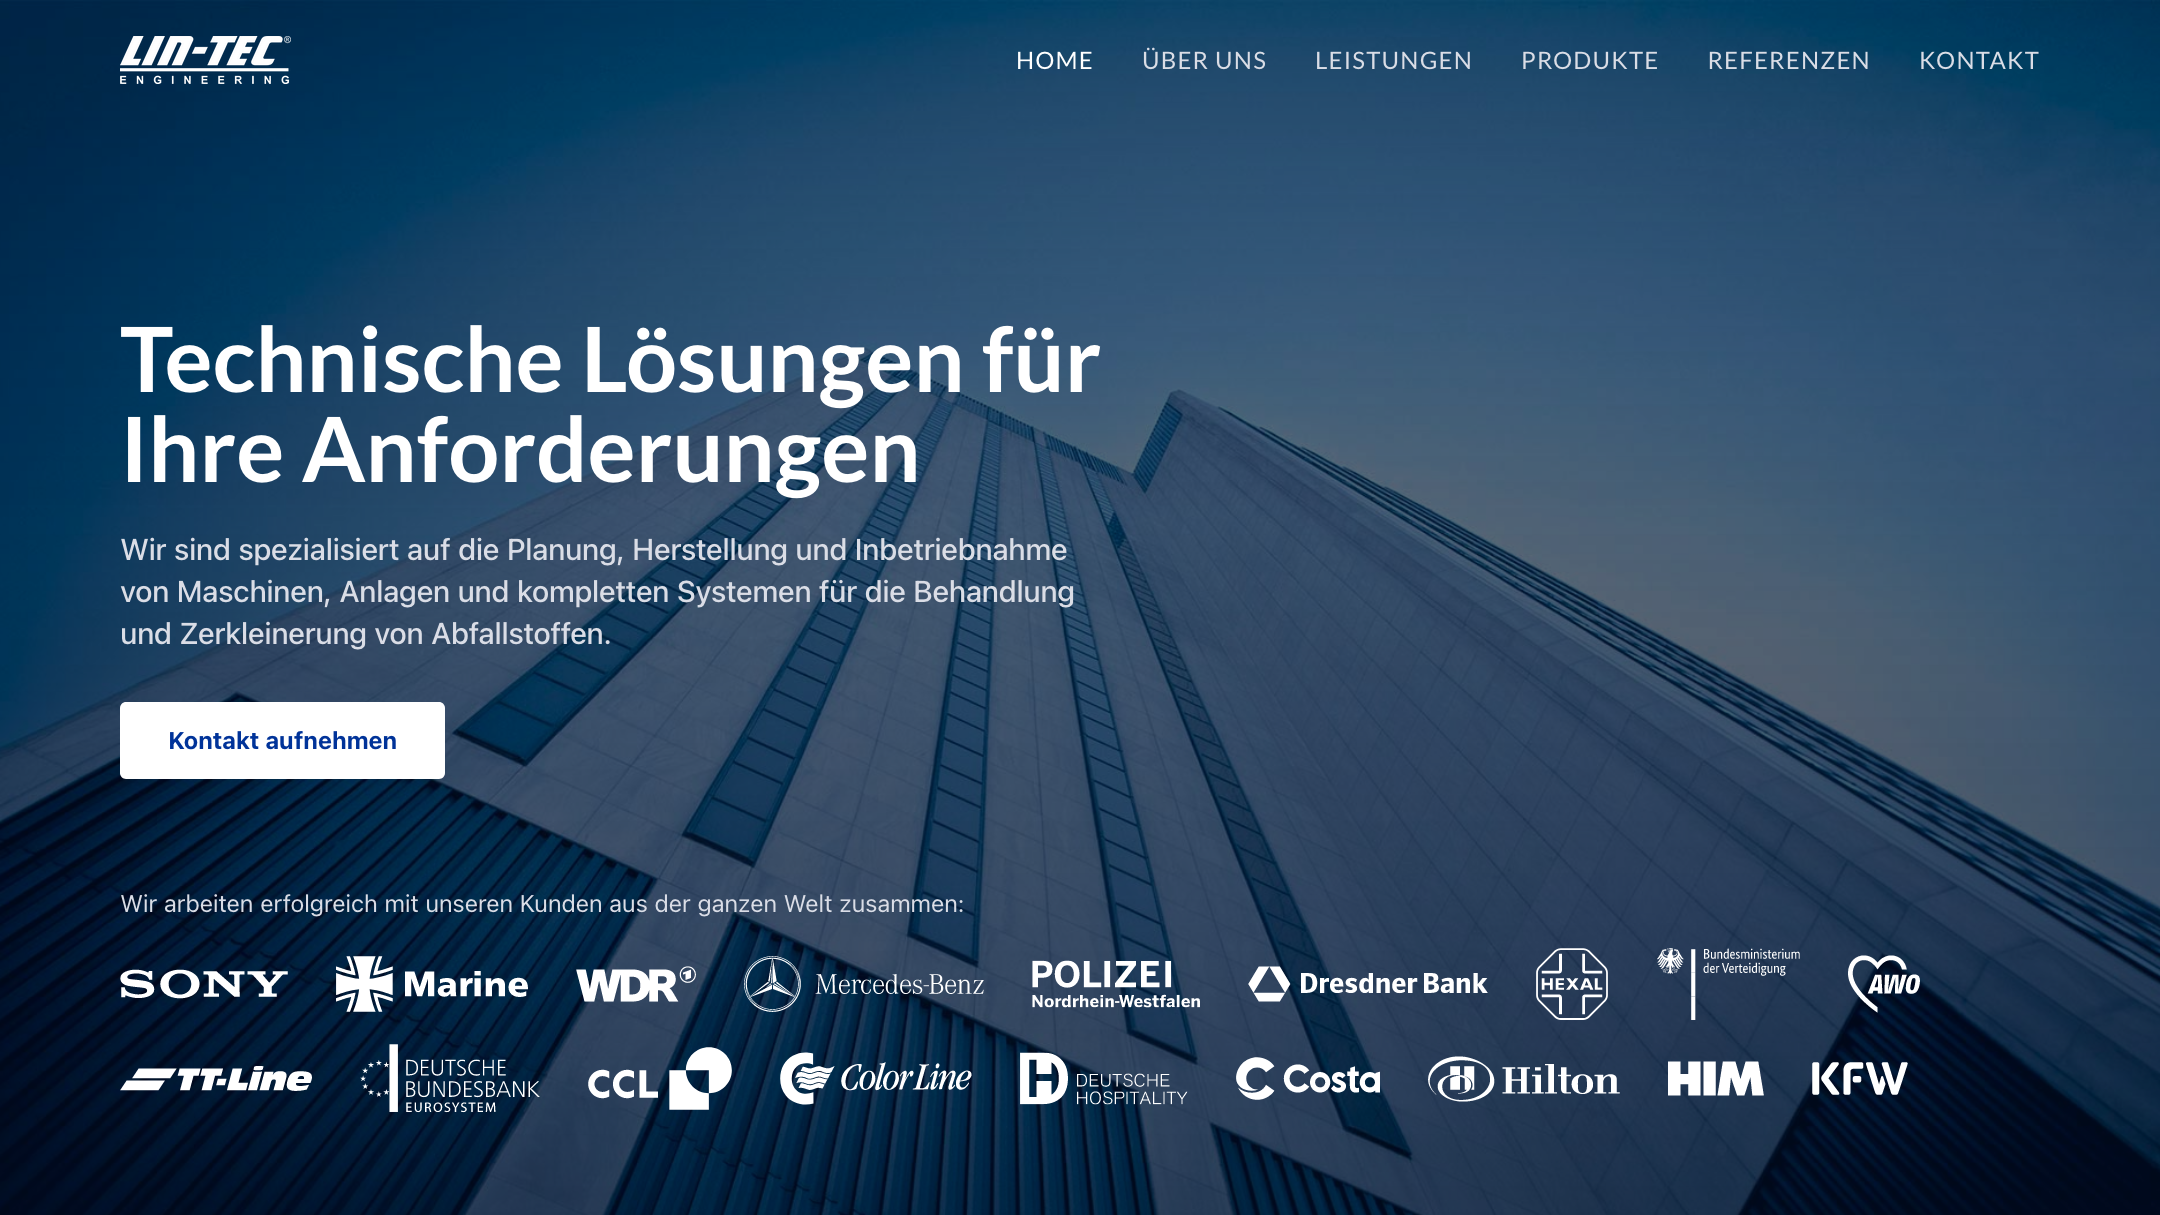 LIN-TEC®
ENGINEERING
HOME ÜBER UNS LEISTUNGEN PRODUKTE REFERENZEN KONTAKT
Technische Lösungen für
Ihre Anforderungen
Wir sind spezialisiert auf die Planung, Herstellung und Inbetriebnahme
von Maschinen, Anlagen und kompletten Systemen für die Behandlung
und Zerkleinerung von Abfallstoffen.
Kontakt aufnehmen
Wir arbeiten erfolgreich mit unseren Kunden aus der ganzen Welt zusammen:
SONY
Marine
WDR
Mercedes-Benz
POLIZEI
Nordrhein-Westfalen
Dresdner Bank
HEXAL
Bundesministerium
der Verteidigung
AWO
TT-Line
DEUTSCHE
BUNDESBANK
EUROSYSTEM
CCL
Color Line
H
DEUTSCHE
HOSPITALITY
Costa
H
Hilton
HIM
KFW